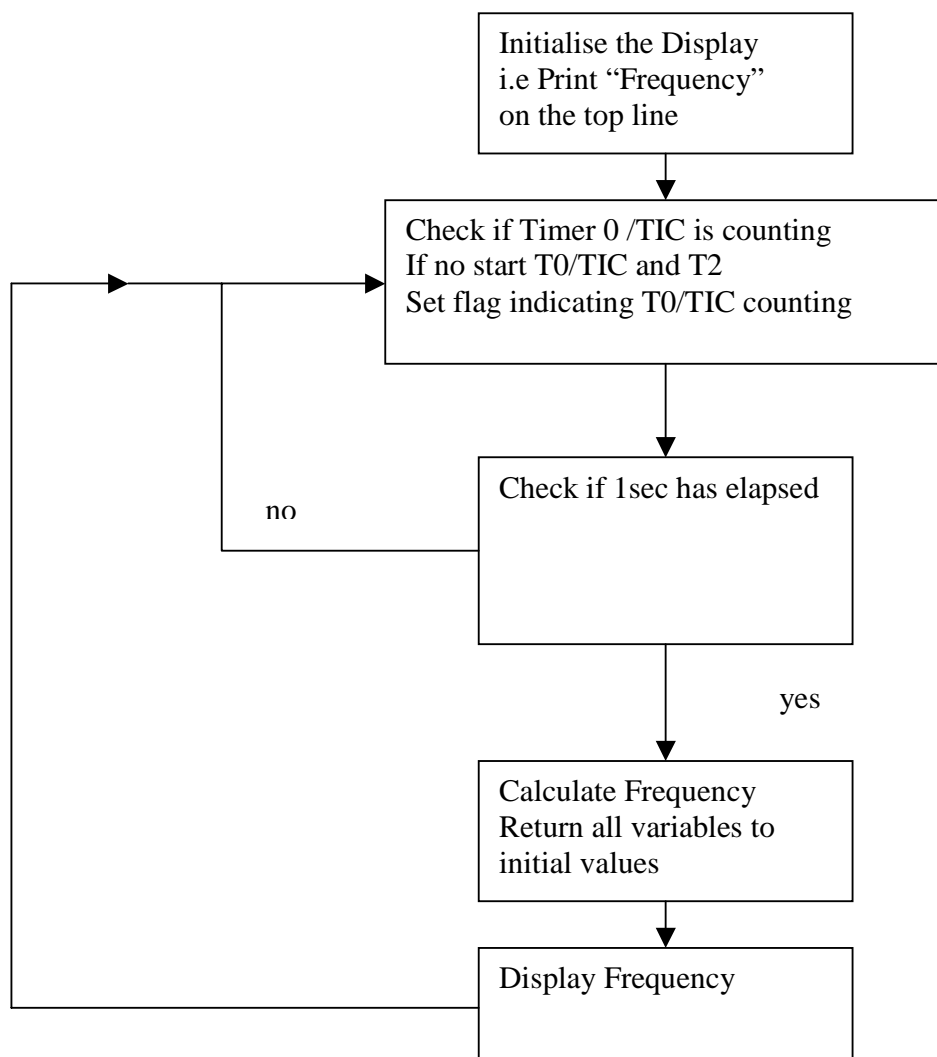 Initialise the Display
i.e Print “Frequency”
on the top line
Check if Timer 0 /TIC is counting
If no start T0/TIC and T2
Set flag indicating T0/TIC counting
Check if 1sec has elapsed
no
yes
Calculate Frequency
Return all variables to
initial values
Display Frequency